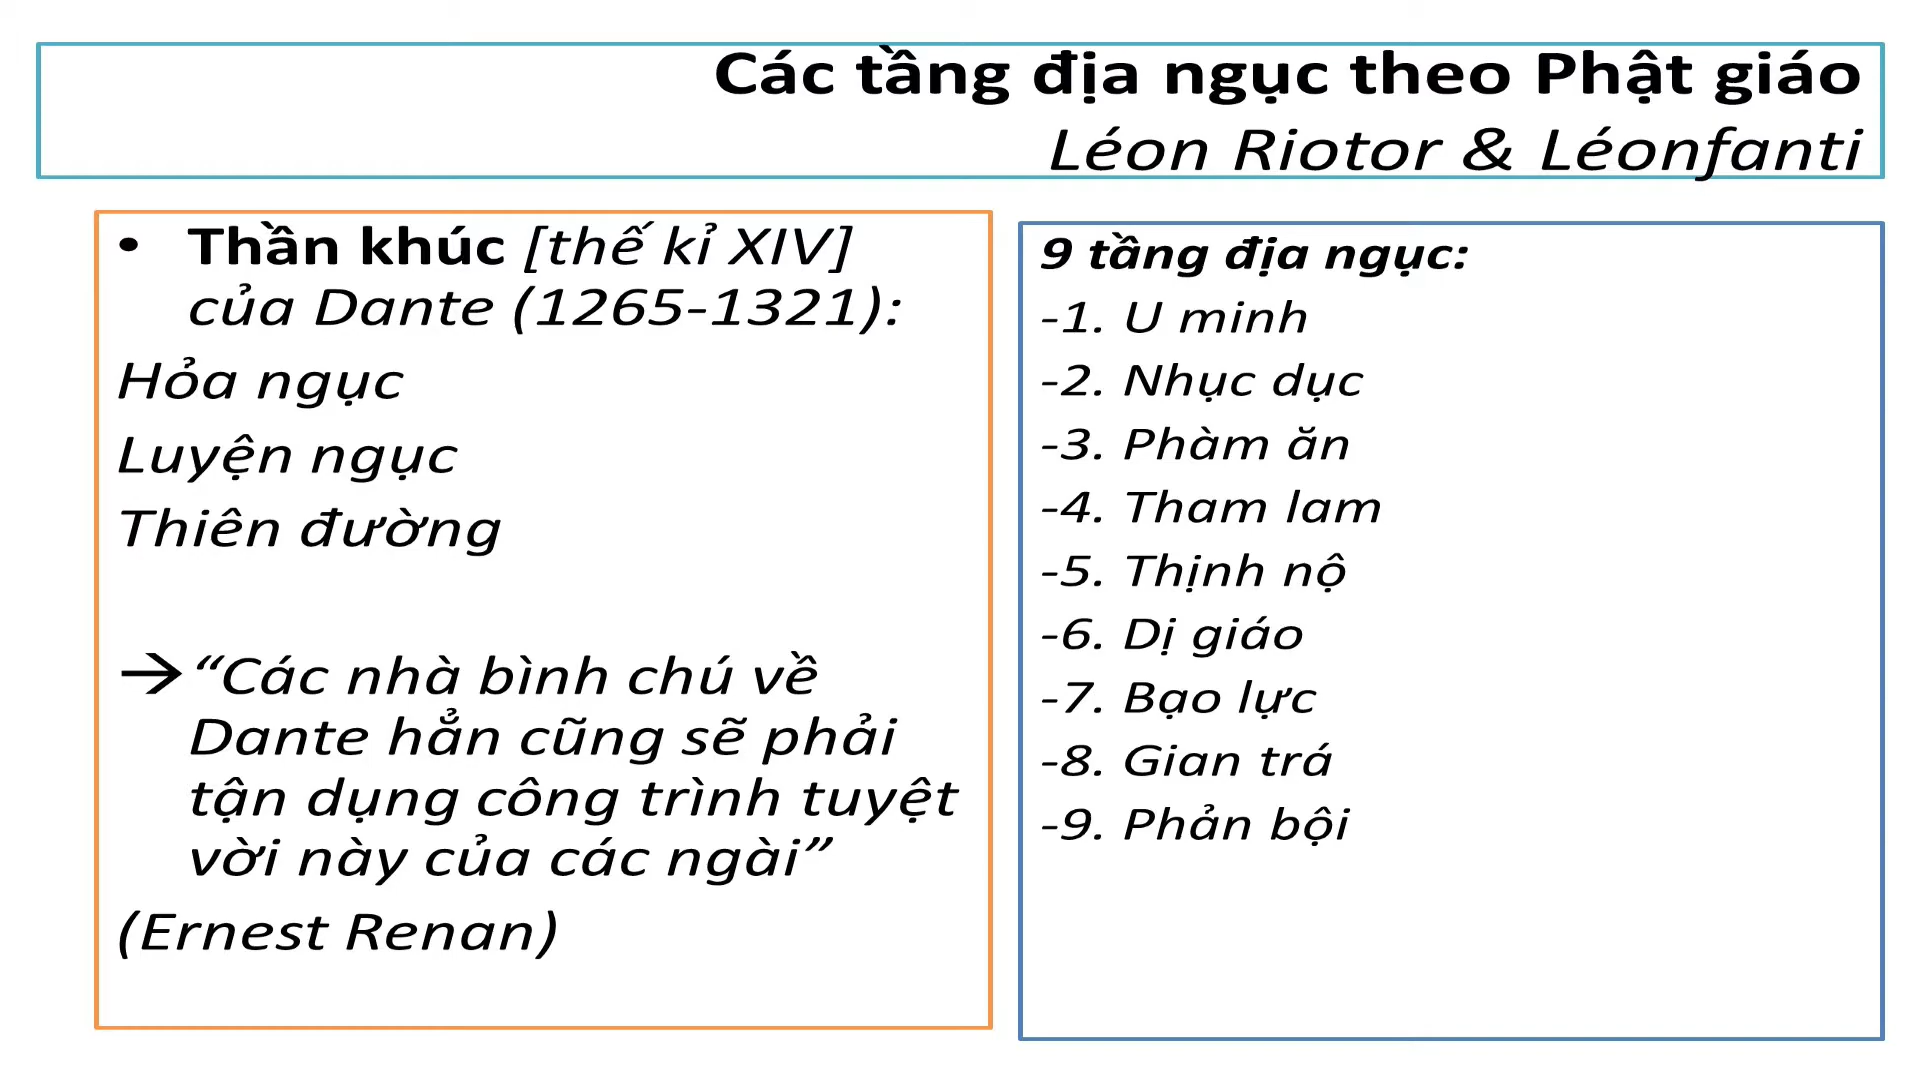 Các tầng địa ngục theo Phật giáo
Léon Riotor & Léonfanti
• Thần khúc [thế kỉ XIV]
của Dante (1265-1321):
Hỏa ngục
Luyện ngục
Thiên đường
→“Các nhà bình chú về
Dante hẳn cũng sẽ phải
tận dụng công trình tuyệt
vời này của các ngài”
(Ernest Renan)
9 tầng địa ngục:
-1. U minh
-2. Nhục dục
-3. Phàm ăn
-4. Tham lam
-5. Thịnh nộ
-6. Dị giáo
-7. Bạo lực
-8. Gian trá
-9. Phản bội